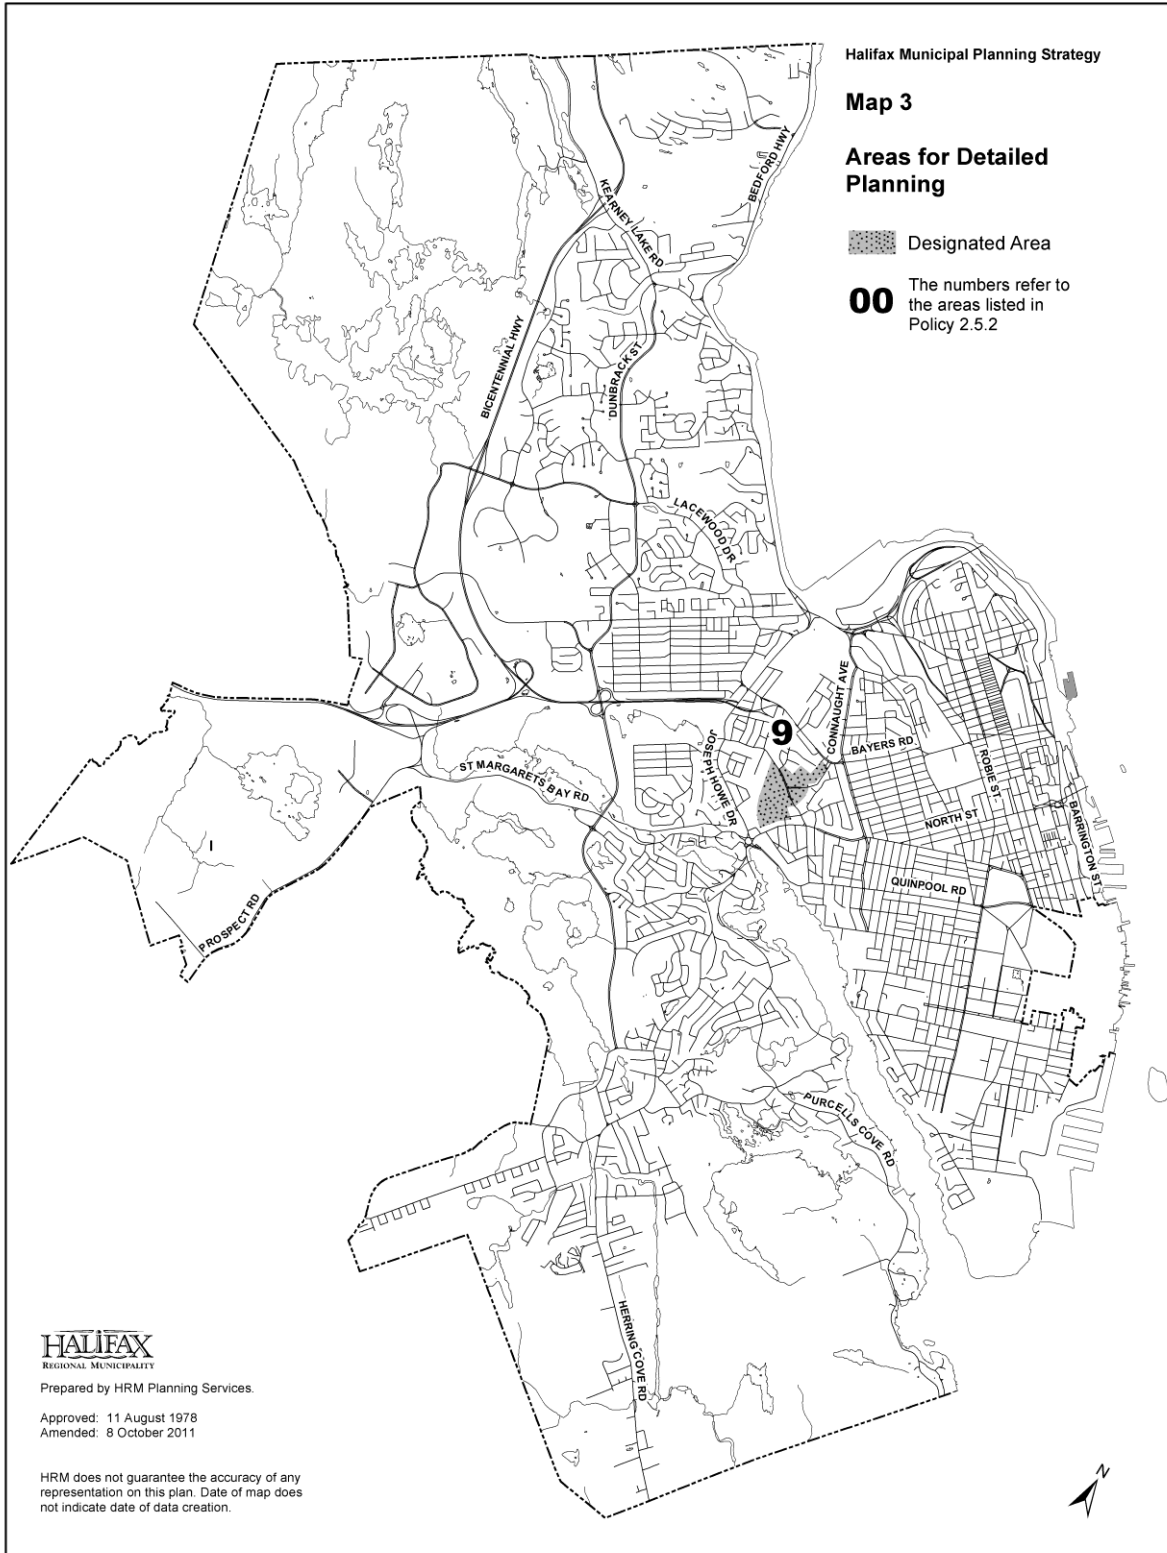 Halifax Municipal Planning Strategy
Map 3
Areas for Detailed
Planning
Designated Area
00
The numbers refer to
the areas listed in
Policy 2.5.2
BEDFORD HWY
KEARNEY LAKE RD
BICENTENNIAL HWY
DUNBRACK ST
LACEWOOD DR
CONNAUGHT AVE
9
BAYERS RD
JOSEPH HOWE DR
ROBIE ST
ST MARGARETS BAY RD
NORTH ST
BARRINGTON ST
QUINPOOL RD
PROSPECT RD
PURCELLS COVE RD
HERRING COVE RD
HALIFAX
REGIONAL MUNICIPALITY
Prepared by HRM Planning Services.
Approved: 11 August 1978
Amended: 8 October 2011
HRM does not guarantee the accuracy of any
representation on this plan. Date of map does
not indicate date of data creation.
N